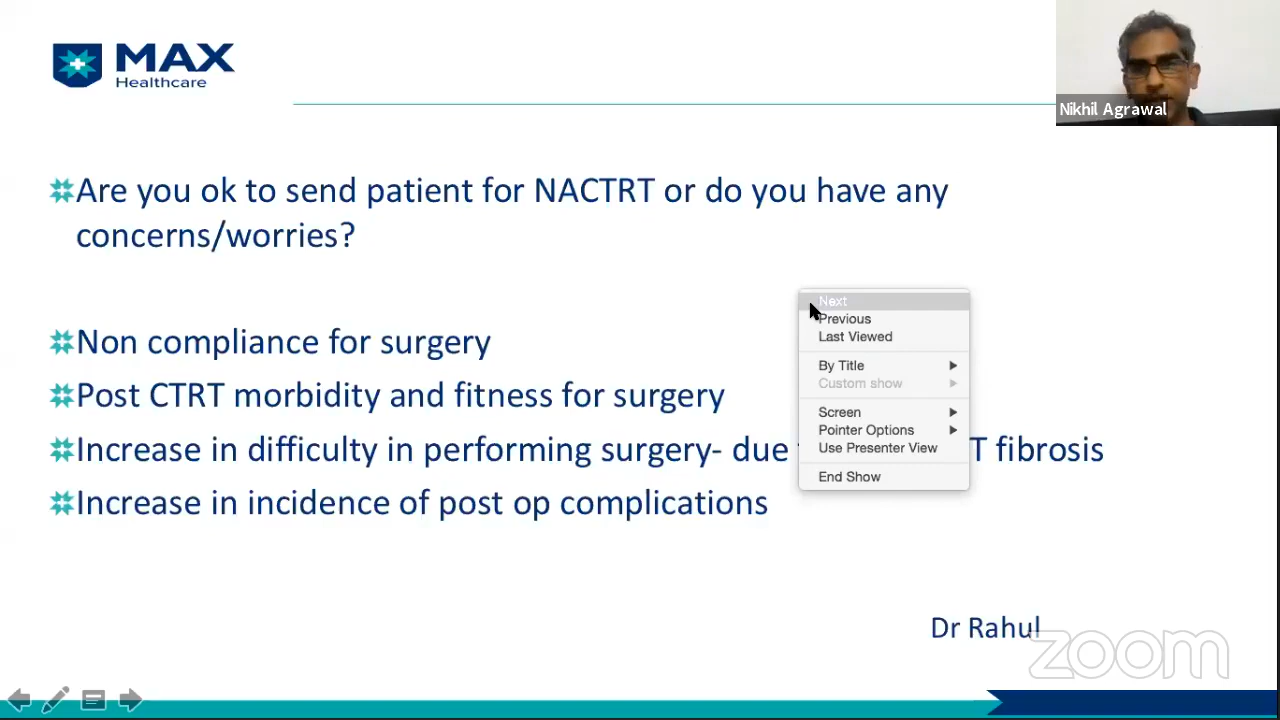 MAX
Healthcare
Nikhil Agrawal
Are you ok to send patient for NACTRT or do you have any
concerns/worries?
Next
Previous
Last Viewed
By Title
Custom show
Screen
Pointer Options
Use Presenter View
End Show
Non compliance for surgery
Post CTRT morbidity and fitness for surgery
Increase in difficulty in performing surgery- due T fibrosis
Increase in incidence of post op complications
Dr Rahul
zoom